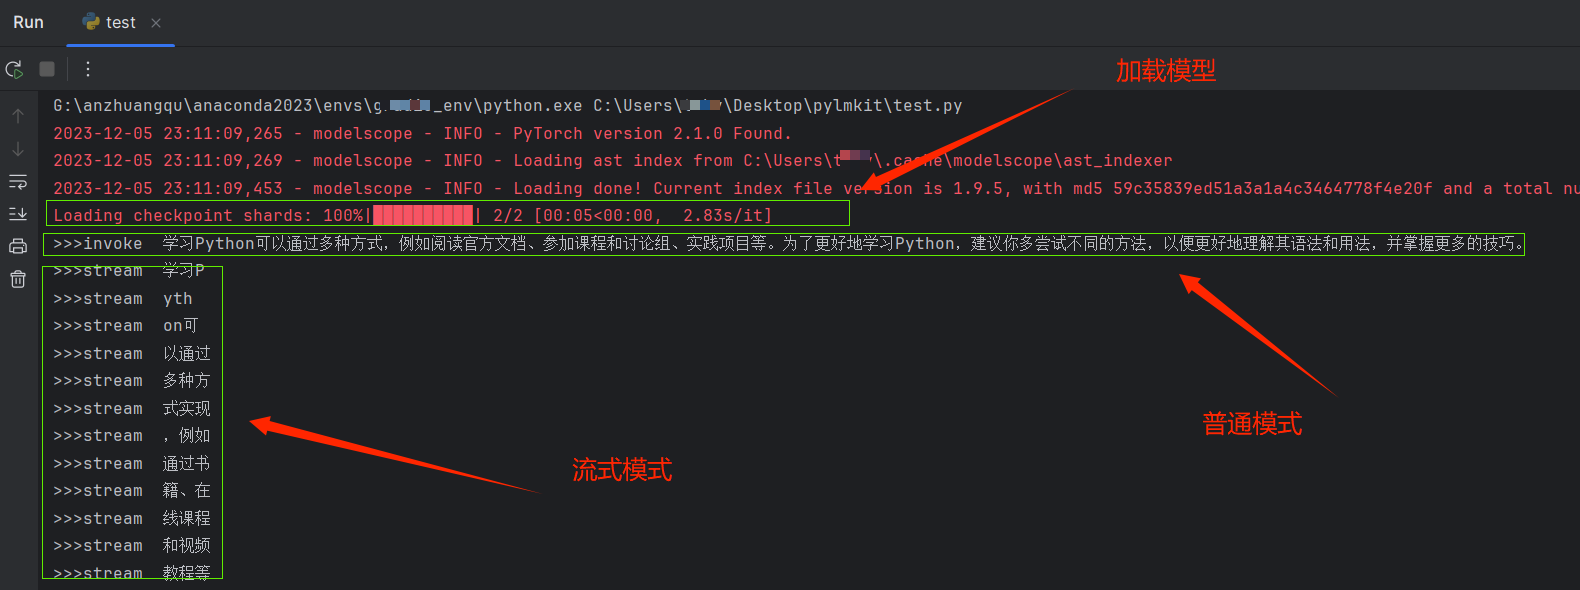 Run test
加载模型
G:\anzhuangqu\anaconda2023\envs\g _env\python.exe C:\Users\ \Desktop\pylmkit\test.py
2023-12-05 23:11:09,265 - modelscope - INFO - PyTorch version 2.1.0 Found.
2023-12-05 23:11:09,269 - modelscope - INFO - Loading ast index from C:\Users\t \.cache\modelscope\ast_indexer
2023-12-05 23:11:09,453 - modelscope - INFO - Loading done! Current index file version is 1.9.5, with md5 59c35839ed51a3a1a4c3464778f4e20f and a total nu
Loading checkpoint shards: 100%|██████████| 2/2 [00:05<00:00,  2.83s/it]
>>>invoke 学习Python可以通过多种方式，例如阅读官方文档、参加课程和讨论组、实践项目等。为了更好地学习Python，建议你多尝试不同的方法，以便更好地理解其语法和用法，并掌握更多的技巧。
>>>stream 学习P
>>>stream yth
>>>stream on可
>>>stream 以通过
>>>stream 多种方
>>>stream 式实现
普通模式
>>>stream ，例如
>>>stream 通过书
流式模式
>>>stream 籍、在
>>>stream 线课程
>>>stream 和视频
>>>stream 教程等